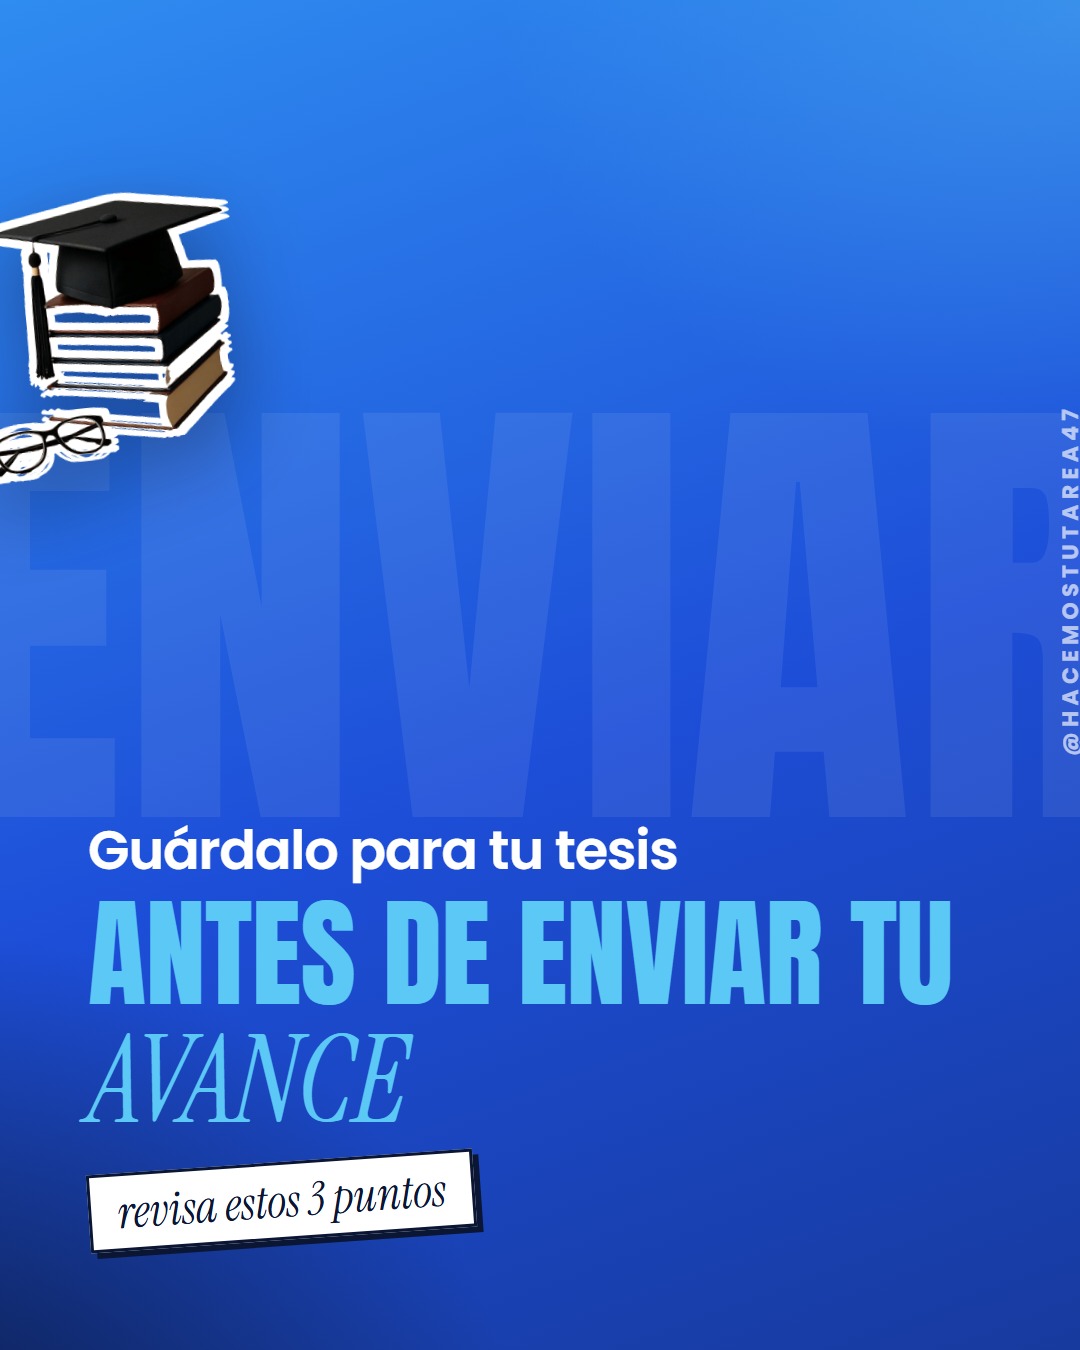 ENVIAR
@HACEMOSTUTAREA47
Guárdalo para tu tesis
ANTES DE ENVIAR TU
AVANCE
revisa estos 3 puntos